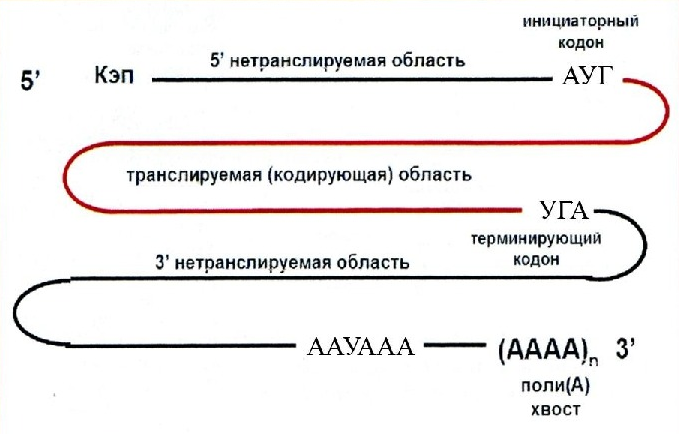 инициаторный
кодон
5' Кэп 5' нетранслируемая область АУГ
транслируемая (кодирующая) область
УГА
терминирующий
кодон
3' нетранслируемая область
ААУААА (АААА)n 3'
поли(А)
хвост